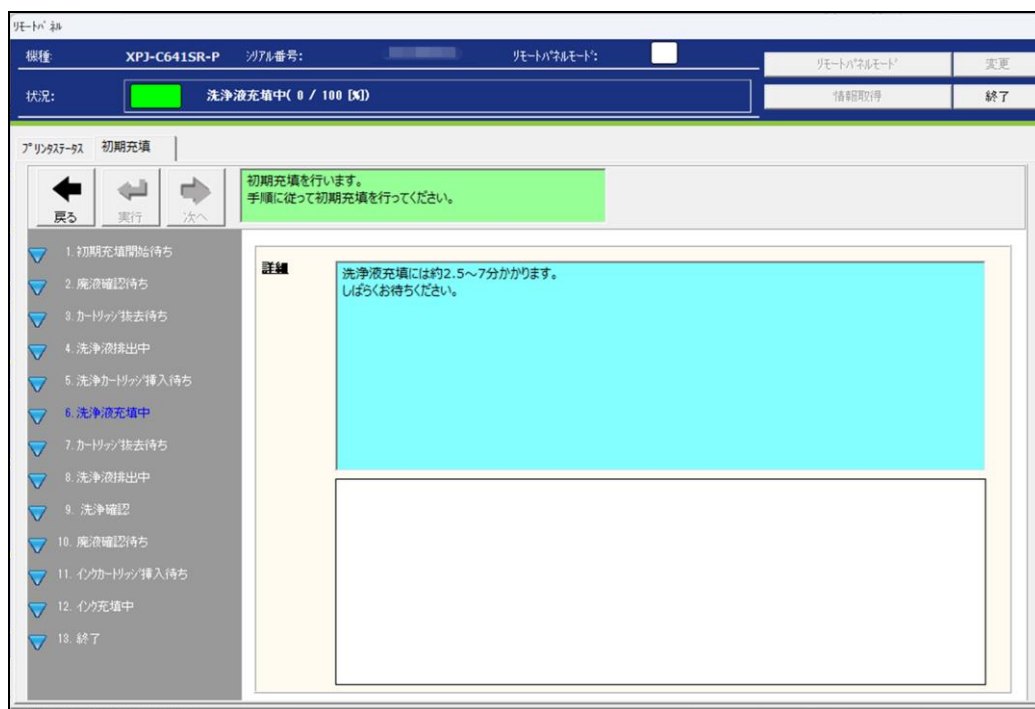 リモートパネル
機種: XPJ-C641SR-P シリアル番号: リモートパネルモード:
リモートパネルモード 変更
状況: 洗浄液充填中( 0 / 100 [%])
情報取得 終了
プリンタステータス 初期充填
戻る 実行 次へ
初期充填を行います。
手順に従って初期充填を行ってください。
1. 初期充填開始待ち
2. 廃液確認待ち
3. カートリッジ抜去待ち
4. 洗浄液排出中
5. 洗浄カートリッジ挿入待ち
6. 洗浄液充填中
7. カートリッジ抜去待ち
8. 洗浄液排出中
9. 洗浄確認
10. 廃液確認待ち
11. インクカートリッジ挿入待ち
12. インク充填中
13. 終了
詳細
洗浄液充填には約2.5～7分かかります。
しばらくお待ちください。